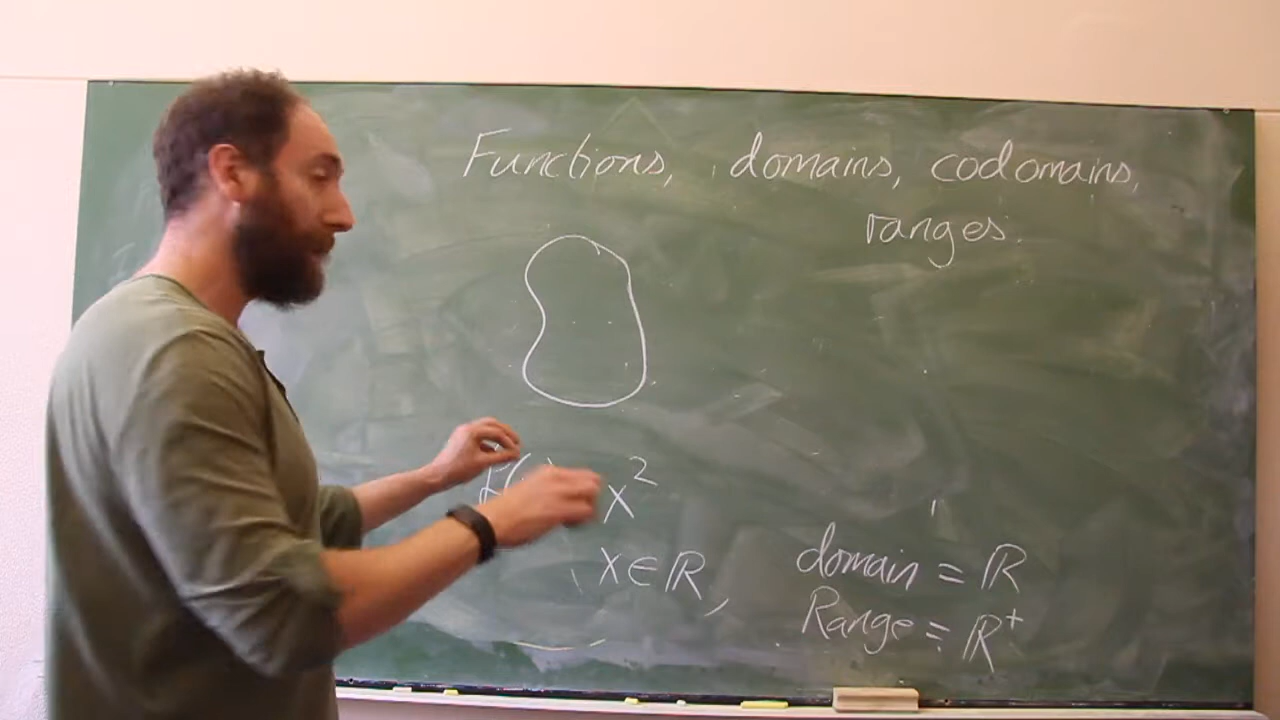 Functions, domains, codomains,
ranges.
x²
x∈ℝ,
domain = ℝ
Range = ℝ⁺